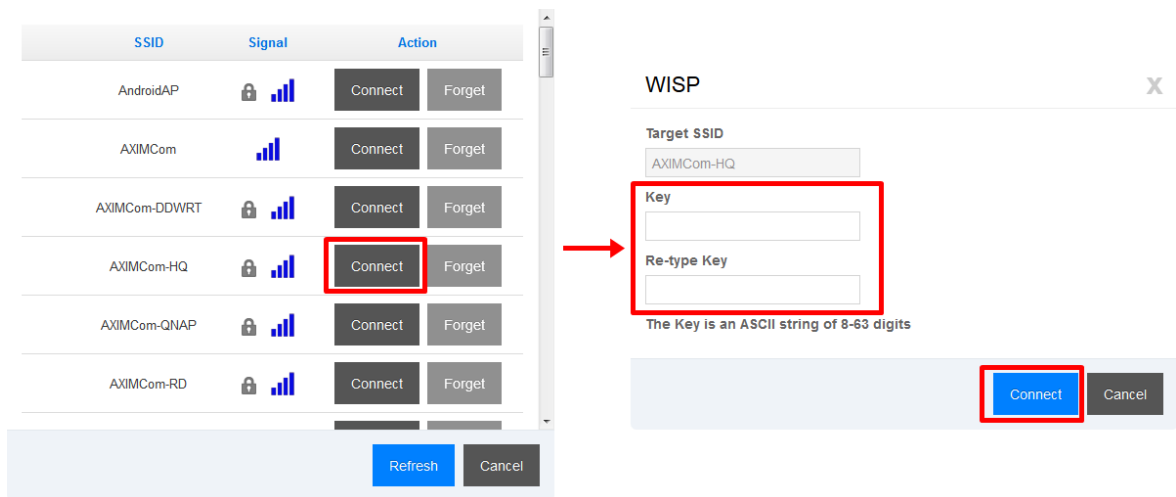 SSID Signal Action
AndroidAP Connect Forget
AXIMCom Connect Forget
AXIMCom-DDWRT Connect Forget
AXIMCom-HQ Connect Forget
AXIMCom-QNAP Connect Forget
AXIMCom-RD Connect Forget
Refresh Cancel
WISP X
Target SSID
AXIMCom-HQ
Key
Re-type Key
The Key is an ASCII string of 8-63 digits
Connect Cancel